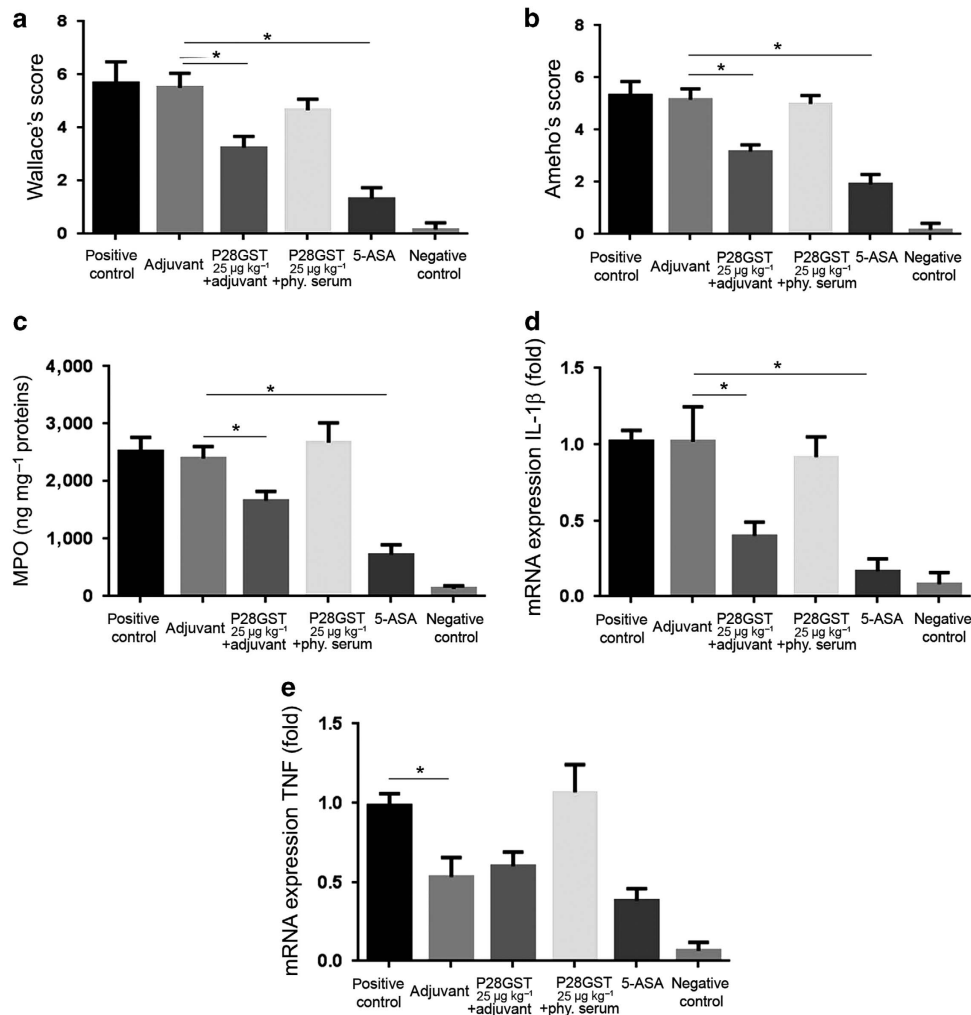 a
Wallace's score
8
6
4
2
0
*
*
Positive control
Adjuvant
P28GST 25 µg kg⁻¹ +adjuvant
P28GST 25 µg kg⁻¹ +phy. serum
5-ASA
Negative control
b
Ameho's score
8
6
4
2
0
*
*
Positive control
Adjuvant
P28GST 25 µg kg⁻¹ +adjuvant
P28GST 25 µg kg⁻¹ +phy. serum
5-ASA
Negative control
c
MPO (ng mg⁻¹ proteins)
4,000
3,000
2,000
1,000
0
*
*
Positive control
Adjuvant
P28GST 25 µg kg⁻¹ +adjuvant
P28GST 25 µg kg⁻¹ +phy. serum
5-ASA
Negative control
d
mRNA expression IL-1β (fold)
1.5
1.0
0.5
0.0
*
*
Positive control
Adjuvant
P28GST 25 µg kg⁻¹ +adjuvant
P28GST 25 µg kg⁻¹ +phy. serum
5-ASA
Negative control
e
mRNA expression TNF (fold)
1.5
1.0
0.5
0.0
*
Positive control
Adjuvant
P28GST 25 µg kg⁻¹ +adjuvant
P28GST 25 µg kg⁻¹ +phy. serum
5-ASA
Negative control